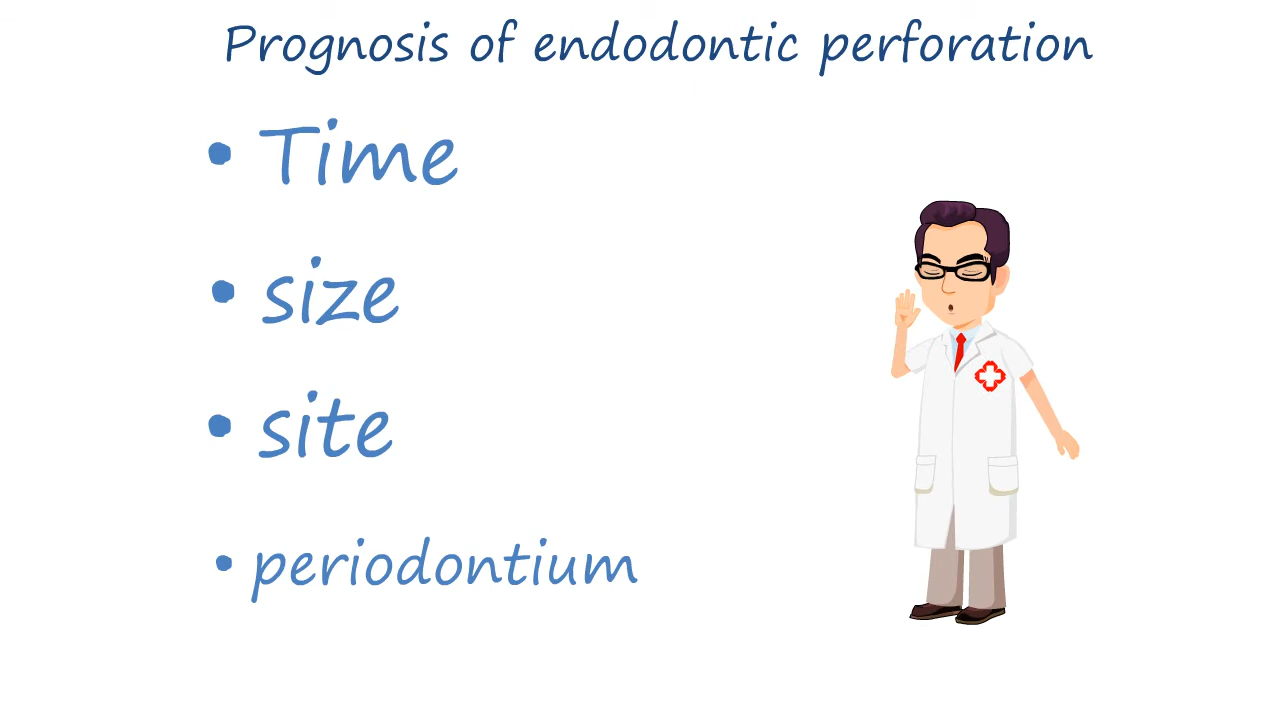 Prognosis of endodontic perforation
• Time
• size
• site
• periodontium